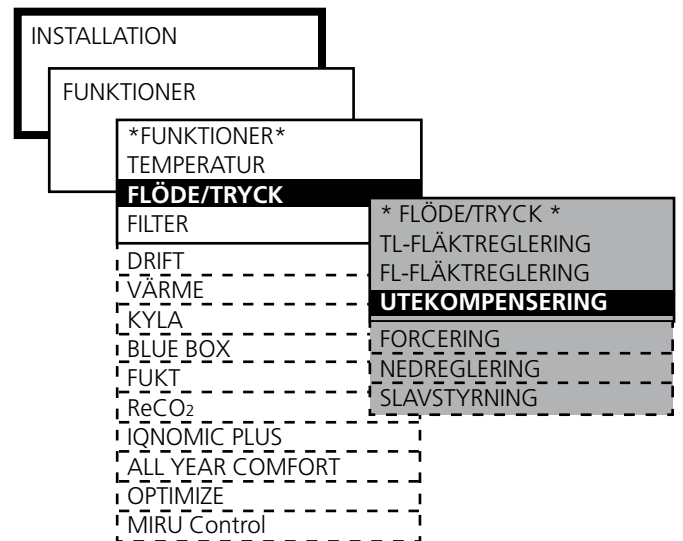 INSTALLATION
FUNKTIONER
*FUNKTIONER*
TEMPERATUR
FLÖDE/TRYCK
FILTER
DRIFT
VÄRME
KYLA
BLUE BOX
FUKT
ReCO2
IQNOMIC PLUS
ALL YEAR COMFORT
OPTIMIZE
MIRU Control
* FLÖDE/TRYCK *
TL-FLÄKTREGLERING
FL-FLÄKTREGLERING
UTEKOMPENSERING
FORCERING
NEDREGLERING
SLAVSTYRNING